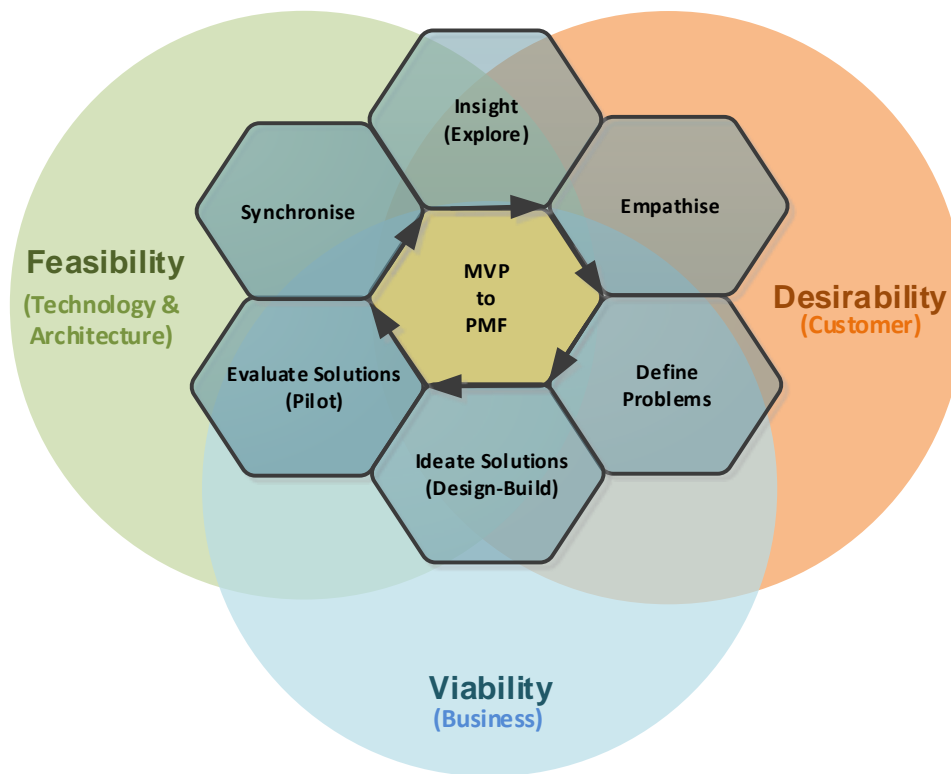 Insight
(Explore)
Synchronise
Empathise
Feasibility
(Technology &
Architecture)
MVP
to
PMF
Desirability
(Customer)
Evaluate Solutions
(Pilot)
Define
Problems
Ideate Solutions
(Design-Build)
Viability
(Business)